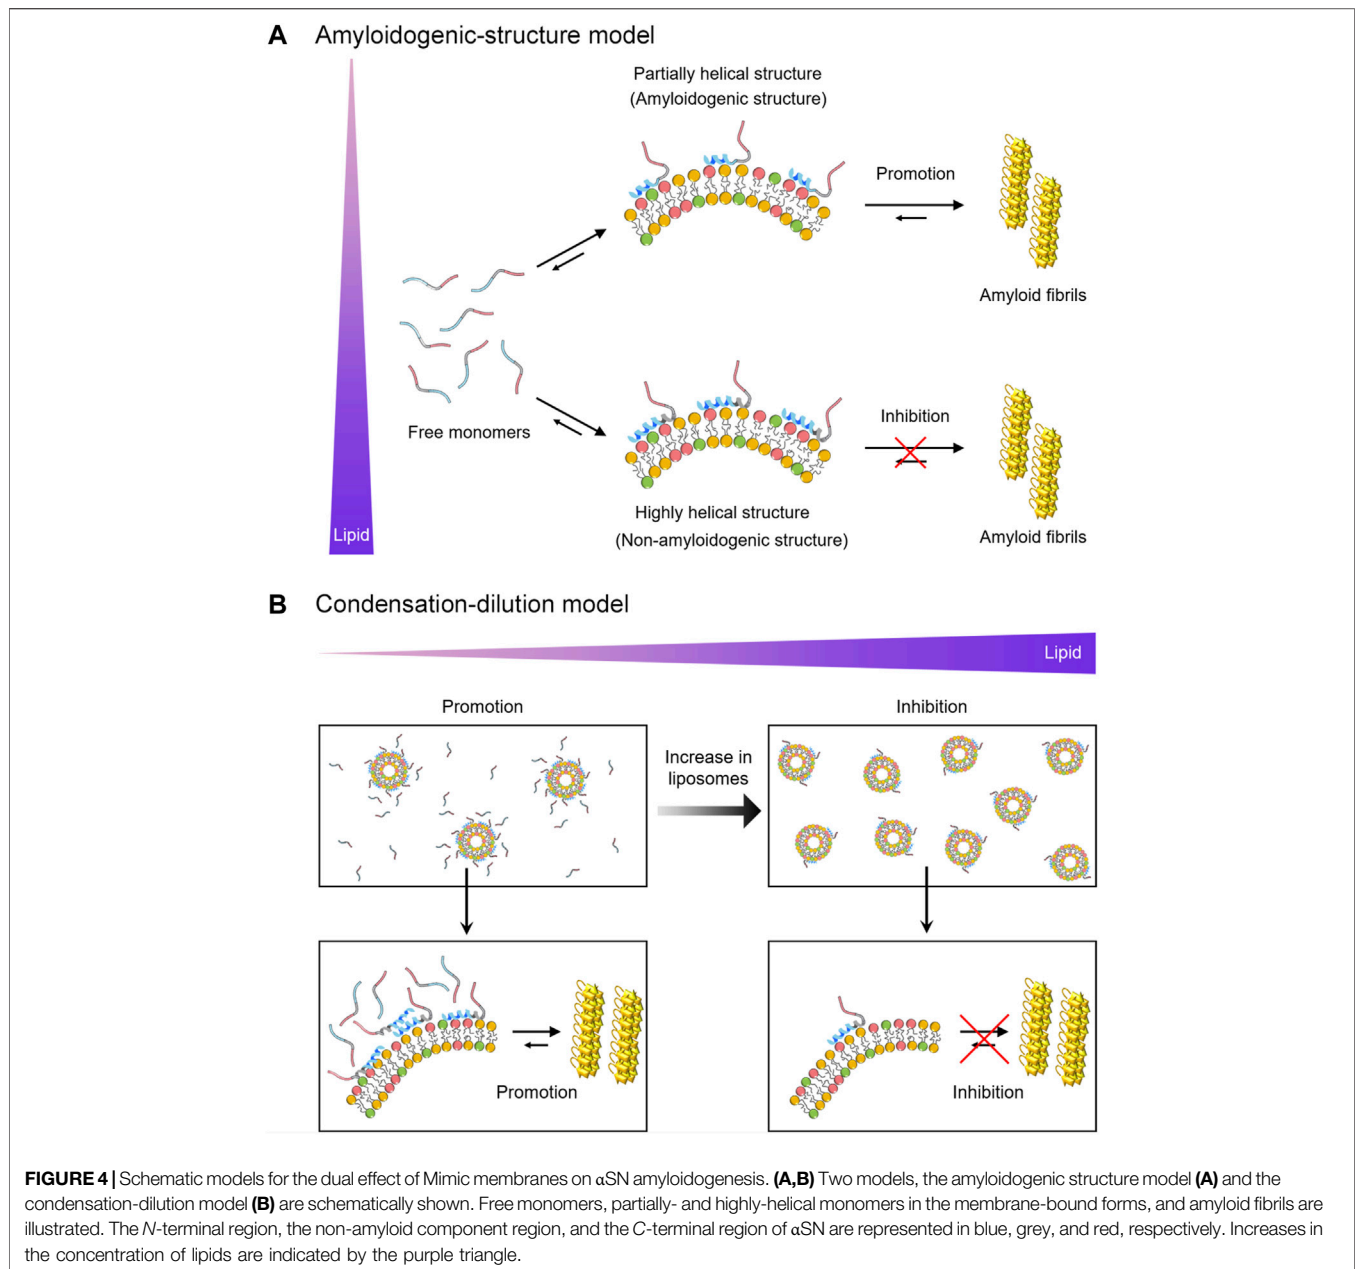 A Amyloidogenic-structure model
Partially helical structure
(Amyloidogenic structure)
Promotion
Amyloid fibrils
Free monomers
Inhibition
Highly helical structure
(Non-amyloidogenic structure)
Amyloid fibrils
Lipid
B Condensation-dilution model
Lipid
Promotion
Inhibition
Increase in
liposomes
Promotion
Inhibition
FIGURE 4 | Schematic models for the dual effect of Mimic membranes on αSN amyloidogenesis. (A,B) Two models, the amyloidogenic structure model (A) and the
condensation-dilution model (B) are schematically shown. Free monomers, partially- and highly-helical monomers in the membrane-bound forms, and amyloid fibrils are
illustrated. The N-terminal region, the non-amyloid component region, and the C-terminal region of αSN are represented in blue, grey, and red, respectively. Increases in
the concentration of lipids are indicated by the purple triangle.